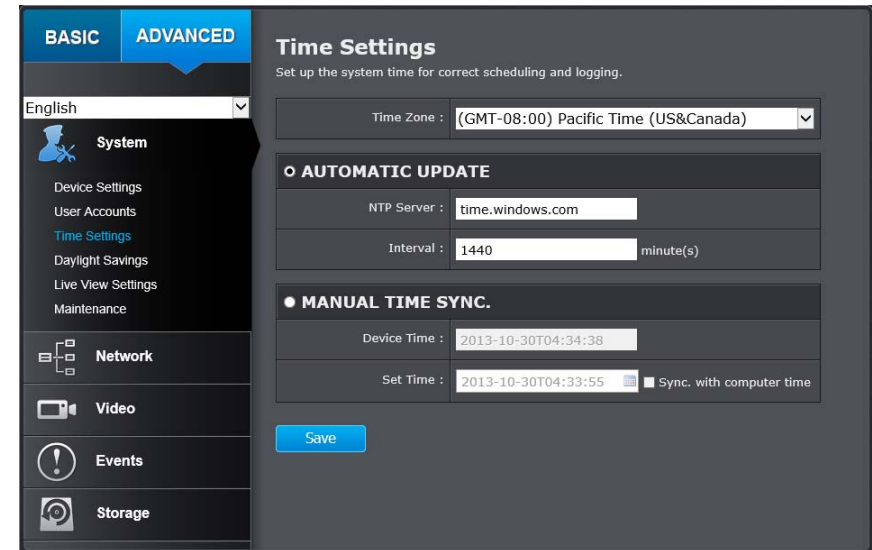 BASIC
ADVANCED
English
System
Device Settings
User Accounts
Time Settings
Daylight Savings
Live View Settings
Maintenance
Network
Video
Events
Storage
Time Settings
Set up the system time for correct scheduling and logging.
Time Zone : (GMT-08:00) Pacific Time (US&Canada)
AUTOMATIC UPDATE
NTP Server : time.windows.com
Interval : 1440 minute(s)
MANUAL TIME SYNC.
Device Time : 2013-10-30T04:34:38
Set Time : 2013-10-30T04:33:55 Sync. with computer time
Save